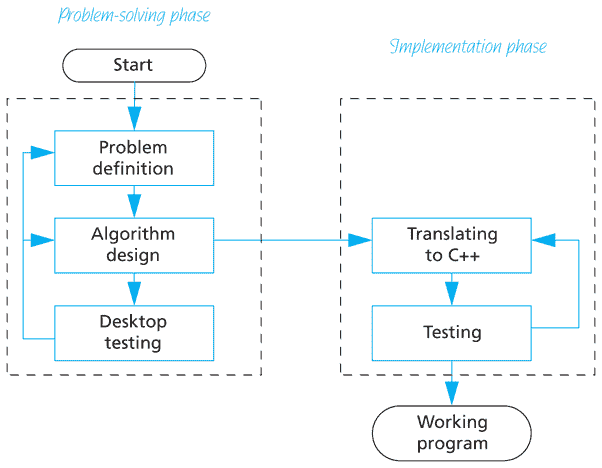 Problem-solving phase
Implementation phase
Start
Problem
definition
Algorithm
design
Desktop
testing
Translating
to C++
Testing
Working
program